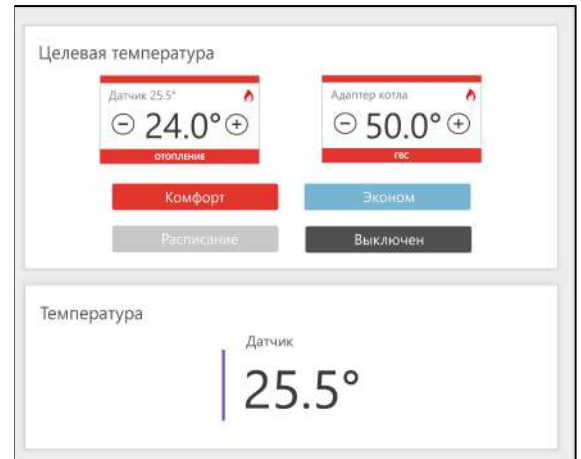 Целевая температура
Датчик 25.5°
24.0°
ОТОПЛЕНИЕ
Адаптер котла
50.0°
ГВС
Комфорт
Эконом
Расписание
Выключен
Температура
Датчик
25.5°